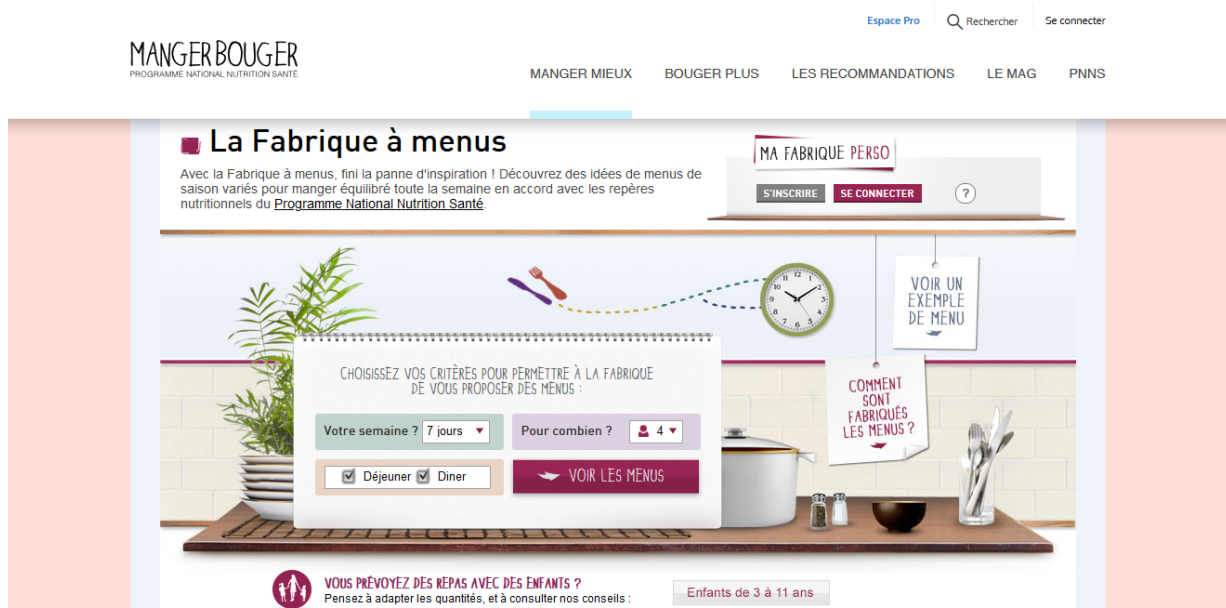 Espace Pro
Rechercher
Se connecter
MANGERBOUGER
PROGRAMME NATIONAL NUTRITION SANTÉ
MANGER MIEUX
BOUGER PLUS
LES RECOMMANDATIONS
LE MAG
PNNS
La Fabrique à menus
Avec la Fabrique à menus, fini la panne d'inspiration ! Découvrez des idées de menus de
saison variés pour manger équilibré toute la semaine en accord avec les repères
nutritionnels du Programme National Nutrition Santé.
MA FABRIQUE PERSO
S'INSCRIRE
SE CONNECTER
?
VOIR UN
EXEMPLE
DE MENU
CHOISISSEZ VOS CRITÈRES POUR PERMETTRE À LA FABRIQUE
DE VOUS PROPOSER DES MENUS :
Votre semaine ? 7 jours
Pour combien ? 4
Déjeuner Diner
VOIR LES MENUS
COMMENT
SONT
FABRIQUÉS
LES MENUS ?
VOUS PRÉVOYEZ DES REPAS AVEC DES ENFANTS ?
Pensez à adapter les quantités, et à consulter nos conseils :
Enfants de 3 à 11 ans